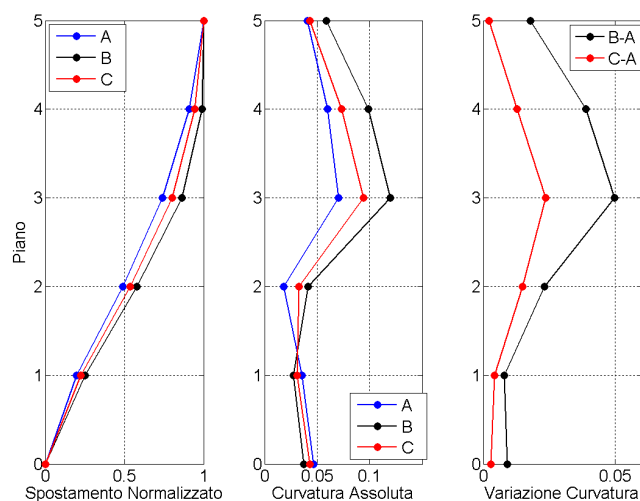 5
4
3
2
1
0
Piano
0
0.5
1
Spostamento Normalizzato
A
B
C
5
4
3
2
1
0
0
0.05
0.1
Curvatura Assoluta
A
B
C
5
4
3
2
1
0
0
0.05
Variazione Curvatura
B-A
C-A